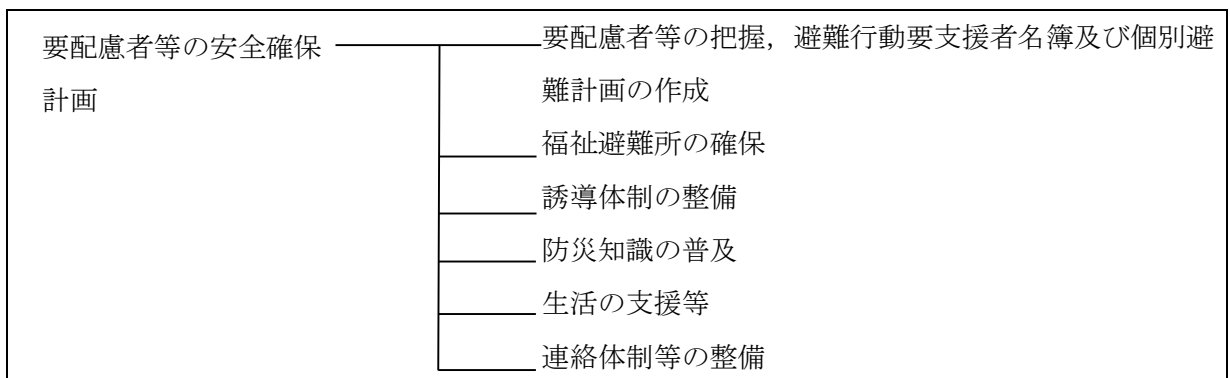 要配慮者等の安全確保
計画
要配慮者等の把握，避難行動要支援者名簿及び個別避
難計画の作成
福祉避難所の確保
誘導体制の整備
防災知識の普及
生活の支援等
連絡体制等の整備